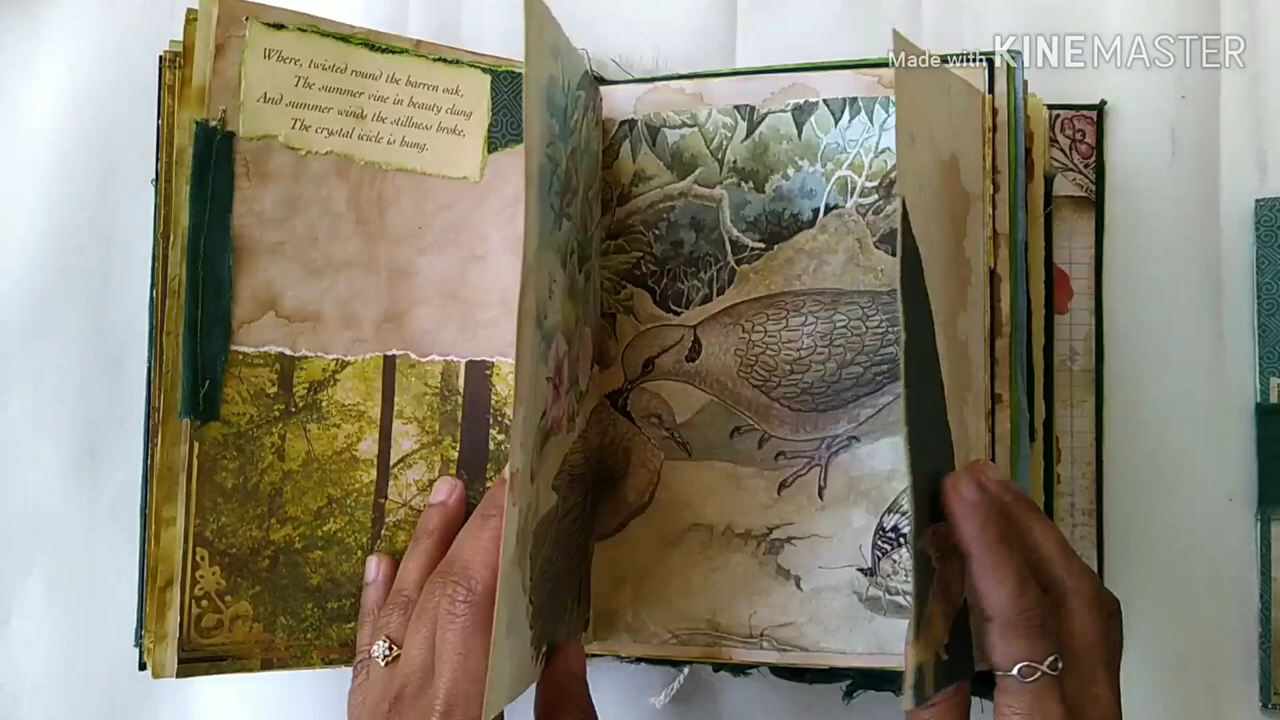 Where, twisted round the barren oak,
The summer vine in beauty clung
And summer winds the stillness broke,
The crystal icicle is hung.
Made with KINEMASTER